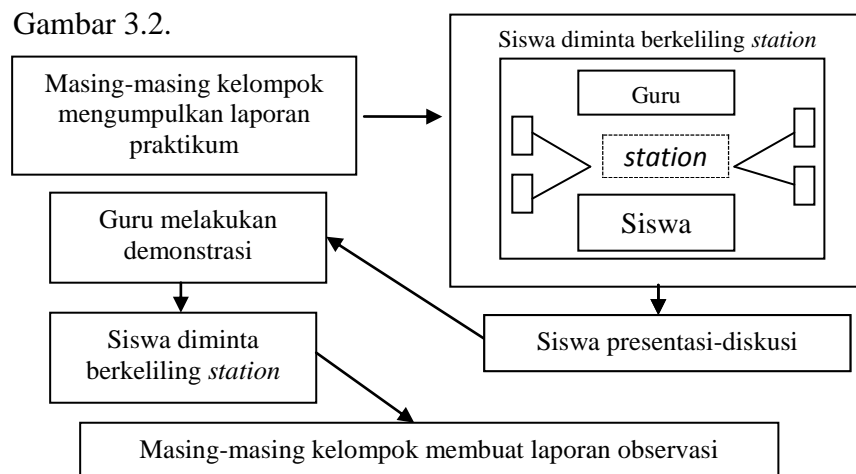 Gambar 3.2.
Masing-masing kelompok
mengumpulkan laporan
praktikum
Siswa diminta berkeliling station
Guru
station
Siswa
Siswa presentasi-diskusi
Guru melakukan
demonstrasi
Siswa diminta
berkeliling station
Masing-masing kelompok membuat laporan observasi